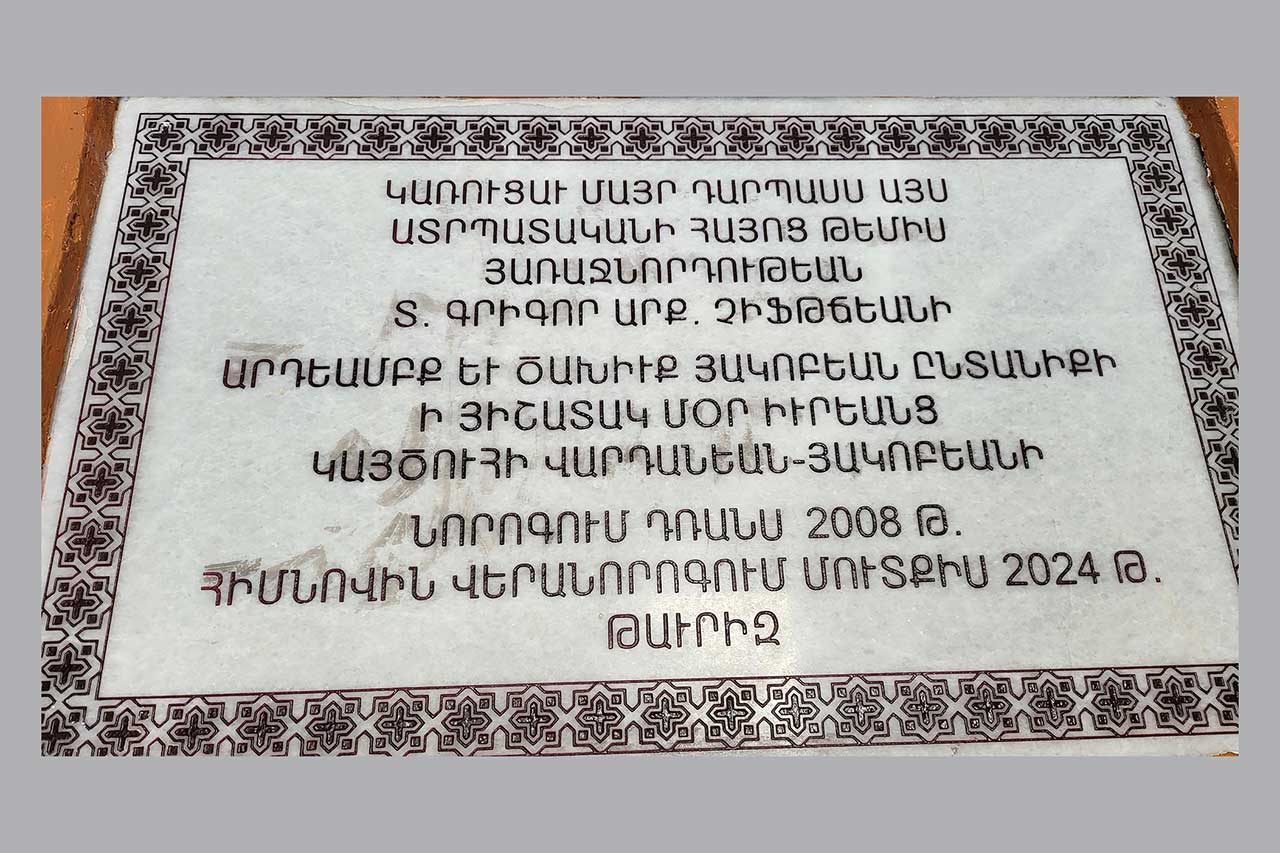 ԿԱՌՈՒՑԱՒ ՄԱՅՐ ԴԱՐՊԱՍՍ ԱՅՍ
ԱՏՐՊԱՏԱԿԱՆԻ ՀԱՅՈՑ ԹԵՄԻՍ
ՅԱՌԱՋՆՈՐԴՈՒԹԵԱՆ
Տ. ԳՐԻԳՈՐ ԱՐՔ. ՉԻՖԹՃԵԱՆԻ
ԱՐԴԵԱՄԲՔ ԵՒ ԾԱԽԻՒՔ ՅԱԿՈԲԵԱՆ ԸՆՏԱՆԻՔԻ
Ի ՅԻՇԱՏԱԿ ՄՕՐ ԻՒՐԵԱՆՑ
ԿԱՅԾՈՒՀԻ ՎԱՐԴԱՆԵԱՆ-ՅԱԿՈԲԵԱՆԻ
ՆՈՐՈԳՈՒՄ ԴՌԱՆՍ 2008 Թ.
ՀԻՄՆՈՎԻՆ ՎԵՐԱՆՈՐՈԳՈՒՄ ՄՈՒՏՔԻՍ 2024 Թ.
ԹԱՒՐԻԶ